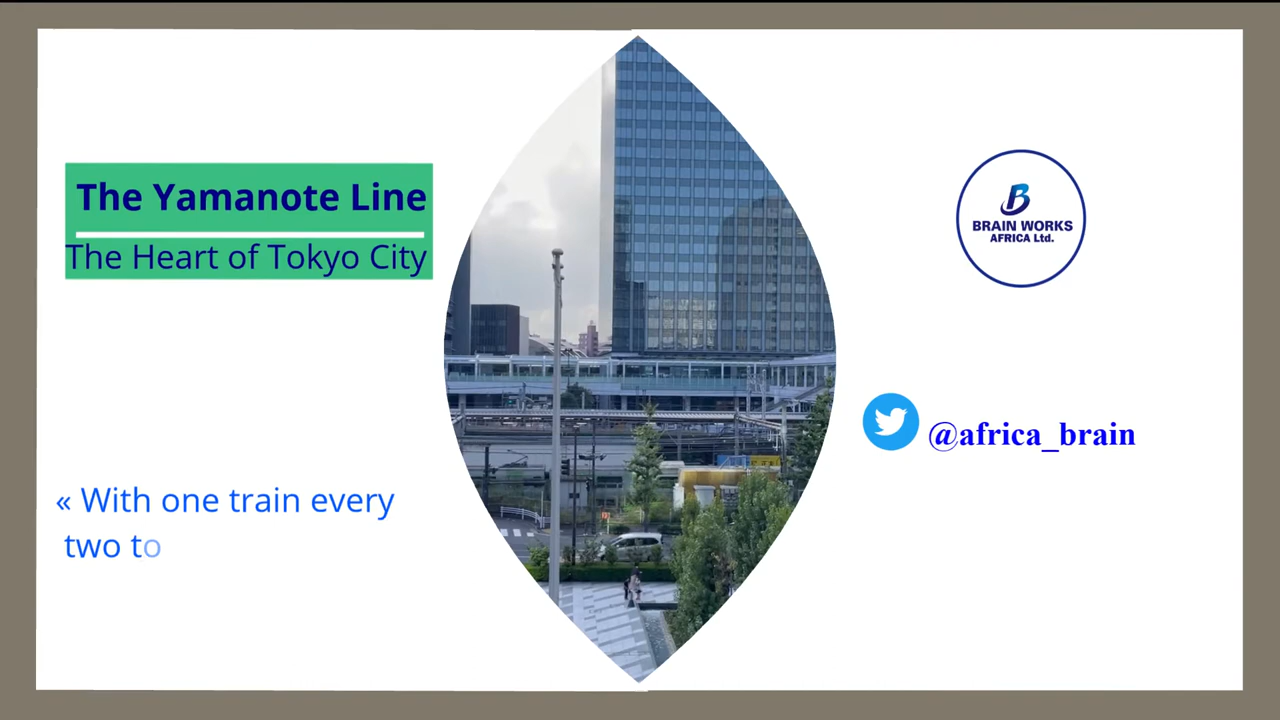 The Yamanote Line
The Heart of Tokyo City
« With one train every
two to
BRAIN WORKS
AFRICA Ltd.
@africa_brain